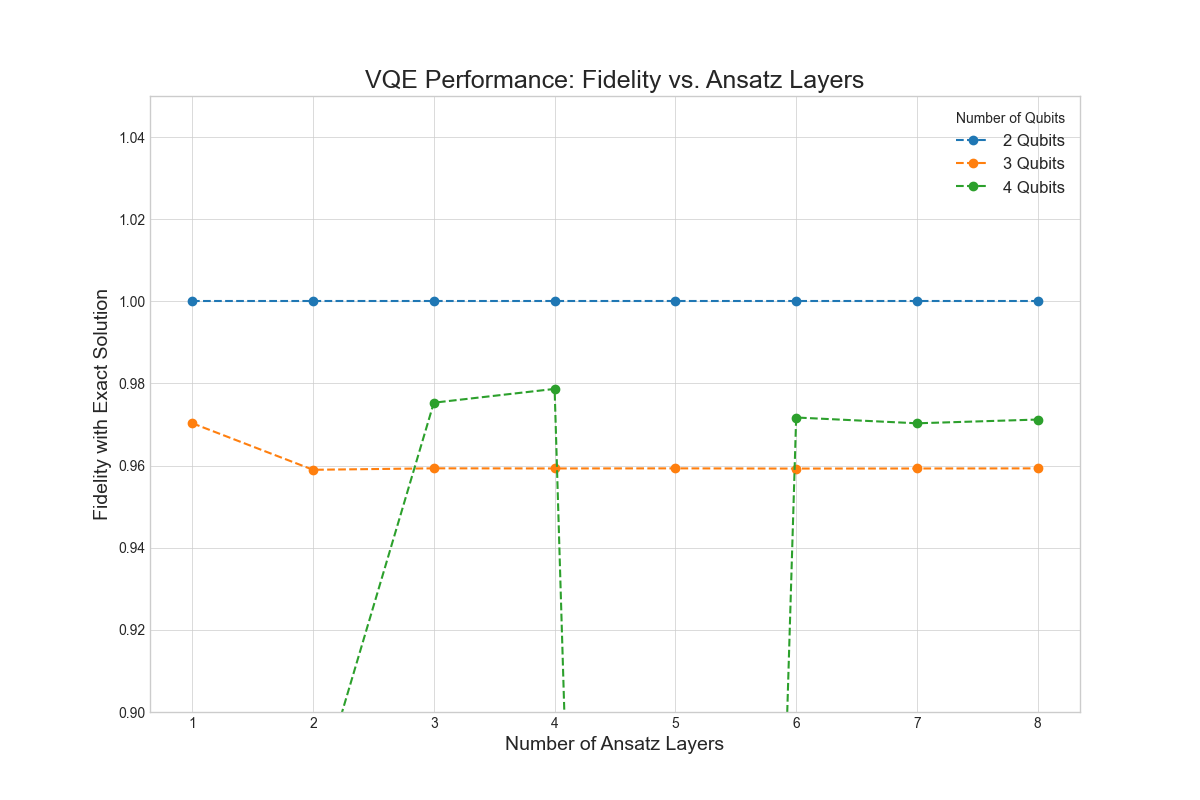 VQE Performance: Fidelity vs. Ansatz Layers
Number of Qubits
2 Qubits
3 Qubits
4 Qubits
Fidelity with Exact Solution
1.04
1.02
1.00
0.98
0.96
0.94
0.92
0.90
1 2 3 4 5 6 7 8
Number of Ansatz Layers